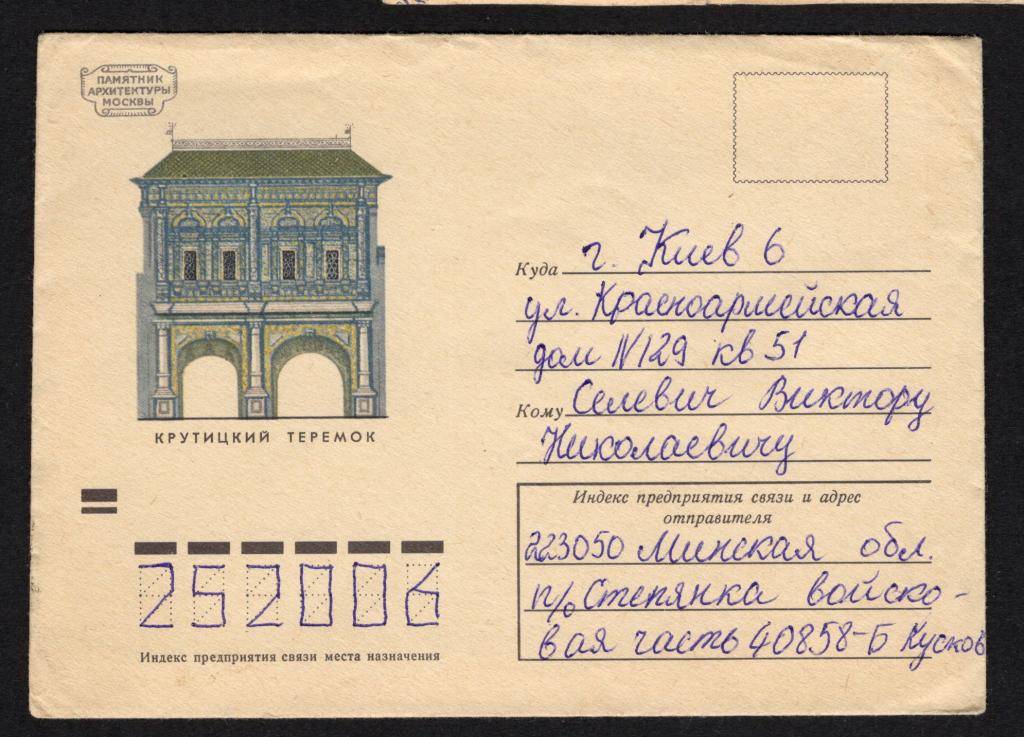 ПАМЯТНИК
АРХИТЕКТУРЫ
МОСКВЫ
КРУТИЦКИЙ ТЕРЕМОК
Куда г. Киев 6
ул. Красноармейская
дом N129 кв 51
Кому Селевич Виктору
Николаевичу
Индекс предприятия связи и адрес
отправителя
223050 Минская обл.
п/о Степянка войско-
вая часть 40858-Б Кусков
252006
Индекс предприятия связи места назначения